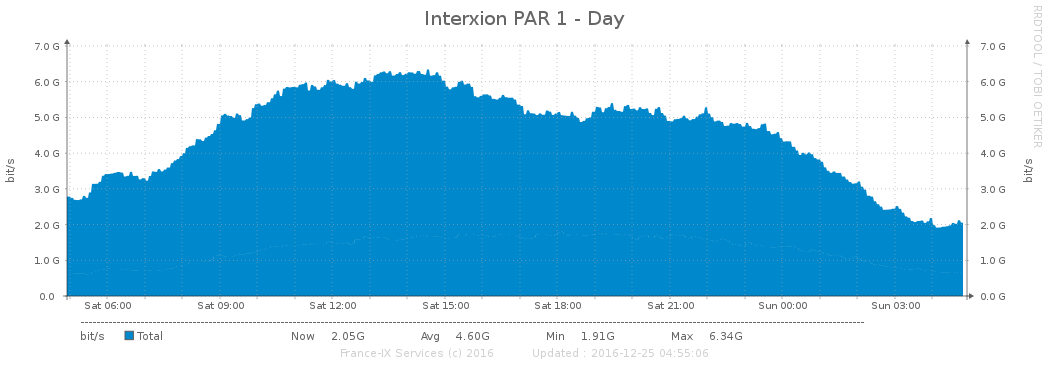 Interxion PAR 1 - Day
RRDTOOL / TOBI OETIKER
7.0 G 7.0 G
6.0 G 6.0 G
5.0 G 5.0 G
4.0 G 4.0 G
bit/s bit/s
3.0 G 3.0 G
2.0 G 2.0 G
1.0 G 1.0 G
0.0 0.0 G
Sat 06:00 Sat 09:00 Sat 12:00 Sat 15:00 Sat 18:00 Sat 21:00 Sun 00:00 Sun 03:00
bit/s Total Now 2.05G Avg 4.60G Min 1.91G Max 6.34G
France-IX Services (c) 2016 Updated : 2016-12-25 04:55:06